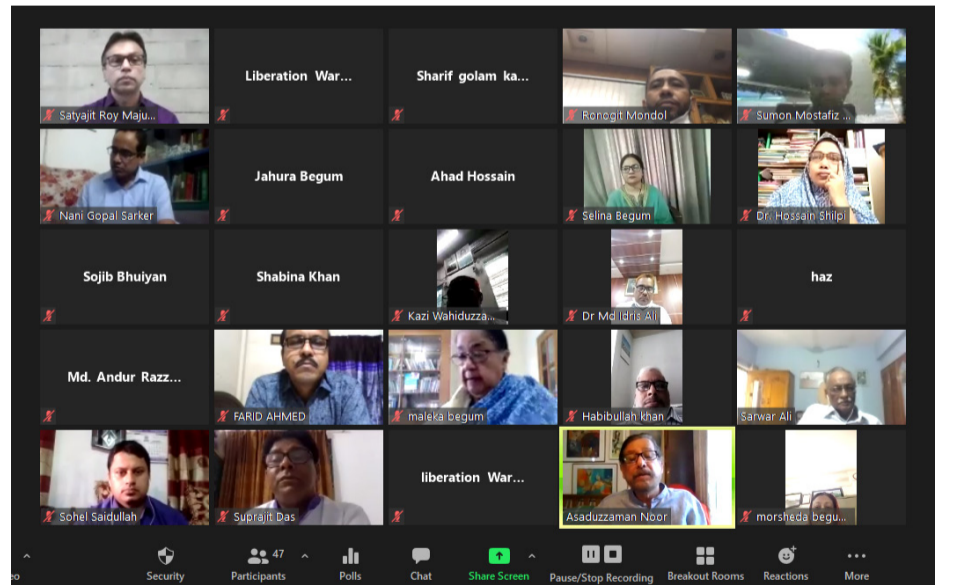 Satyajit Roy Maju...
Liberation War...
Sharif golam ka...
Ronogit Mondol
Sumon Mostafiz ...
Nani Gopal Sarker
Jahura Begum
Ahad Hossain
Selina Begum
Dr. Hossain Shilpi
Sojib Bhuiyan
Shabina Khan
Kazi Wahiduzza...
Dr Md Idris Ali
haz
Md. Andur Razz...
FARID AHMED
maleka begum
Habibullah khan
Sarwar Ali
Sohel Saidullah
Suprajit Das
liberation War...
Asaduzzaman Noor
morsheda begu...
eo
Security
47
Participants
Polls
Chat
Share Screen
Pause/Stop Recording
Breakout Rooms
Reactions
More